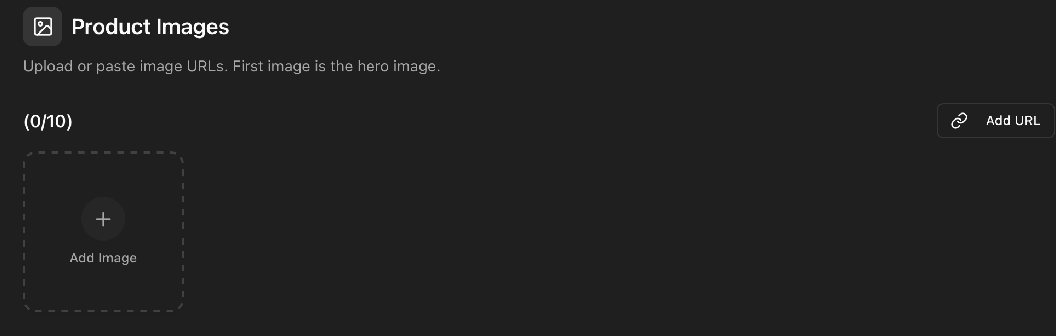 Product Images
Upload or paste image URLs. First image is the hero image.
(0/10)
Add URL
Add Image